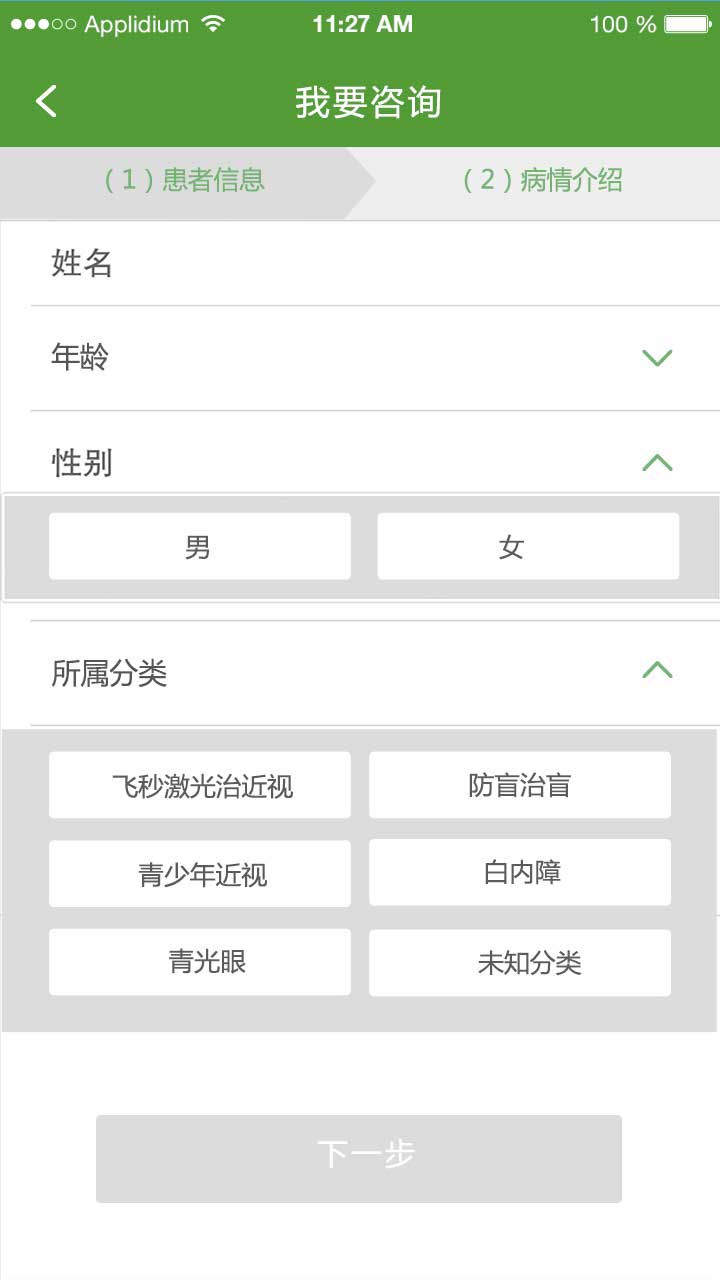 Applidium 11:27 AM 100 %
我要咨询
（1）患者信息 （2）病情介绍
姓名
年龄
性别
男 女
所属分类
飞秒激光治近视 防盲治盲
青少年近视 白内障
青光眼 未知分类
下一步